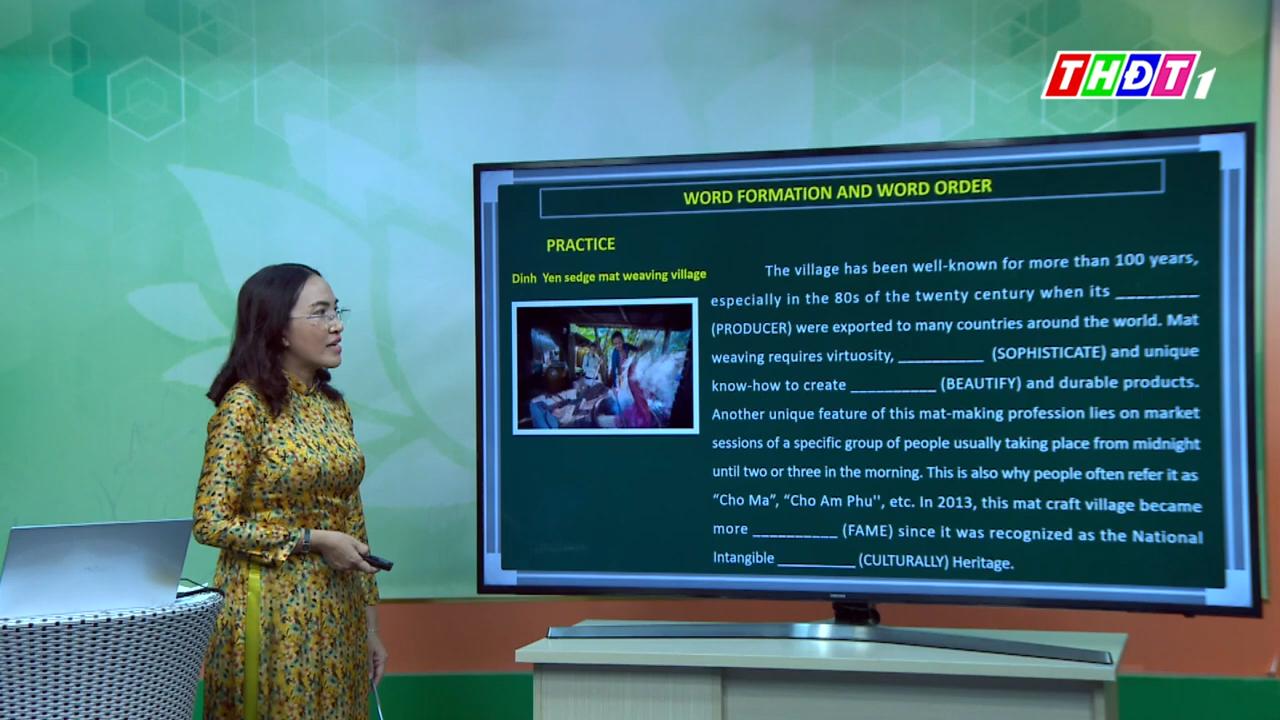 THĐT1
WORD FORMATION AND WORD ORDER
PRACTICE
Dinh Yen sedge mat weaving village
The village has been well-known for more than 100 years,
especially in the 80s of the twenty century when its ________
(PRODUCER) were exported to many countries around the world. Mat
weaving requires virtuosity, __________ (SOPHISTICATE) and unique
know-how to create __________ (BEAUTIFY) and durable products.
Another unique feature of this mat-making profession lies on market
sessions of a specific group of people usually taking place from midnight
until two or three in the morning. This is also why people often refer it as
“Cho Ma”, “Cho Am Phu'', etc. In 2013, this mat craft village became
more __________ (FAME) since it was recognized as the National
Intangible _________ (CULTURALLY) Heritage.